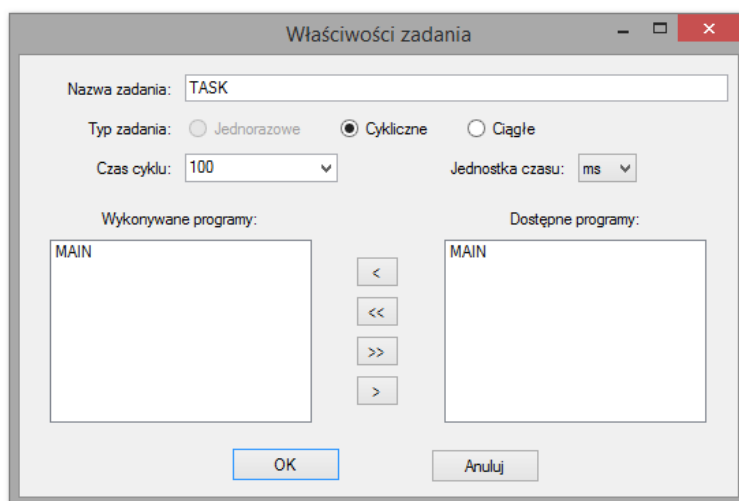 Właściwości zadania
Nazwa zadania: TASK
Typ zadania: Jednorazowe Cykliczne Ciągłe
Czas cyklu: 100 Jednostka czasu: ms
Wykonywane programy: Dostępne programy:
MAIN MAIN
<
<<
>>
>
OK Anuluj